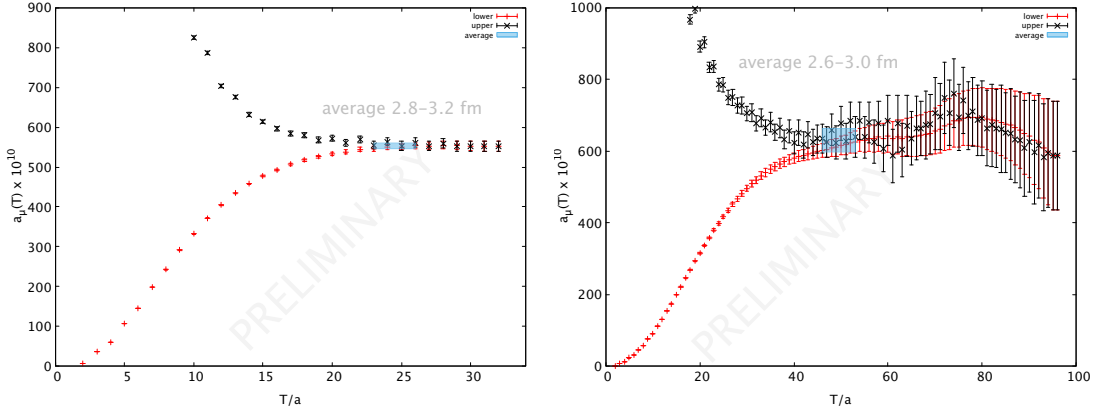 900
800
700
600
500
400
300
200
100
0
0
5
10
15
20
25
30
35
T/a
aμ(T) × 10^10
lower
upper
average
average 2.8–3.2 fm
PRELIMINARY
1000
800
600
400
200
0
0
20
40
60
80
100
T/a
aμ(T) × 10^10
lower
upper
average
average 2.6–3.0 fm
PRELIMINARY